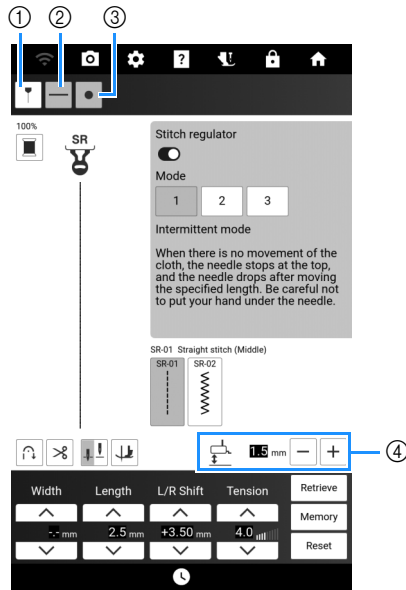 ① ② ③
?
100%
SR
Stitch regulator
Mode
1 2 3
Intermittent mode
When there is no movement of the
cloth, the needle stops at the top,
and the needle drops after moving
the specified length. Be careful not
to put your hand under the needle.
SR-01 Straight stitch (Middle)
SR-01 SR-02
1.5 mm − +
④
Width Length L/R Shift Tension
-.- mm 2.5 mm +3.50 mm 4.0
Retrieve
Memory
Reset